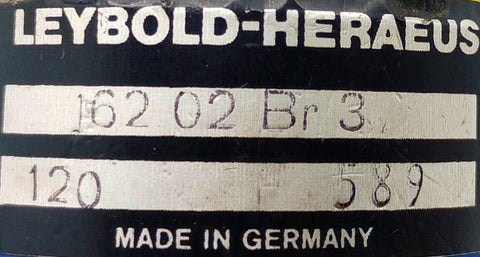 LEYBOLD-HERAEUS
162 02 Br 3
120 589
MADE IN GERMANY